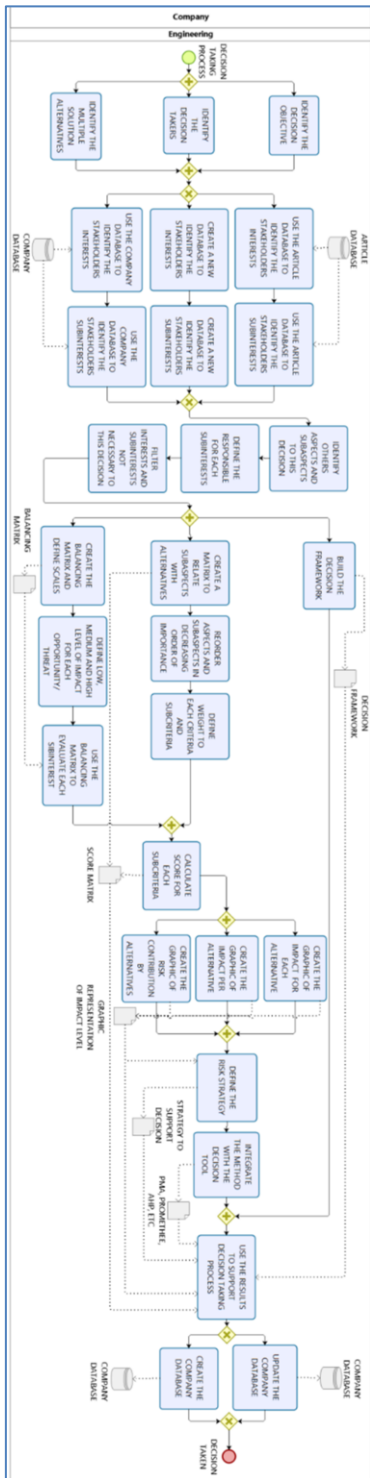 Company
Engineering
DECISION
TAKING
PROCESS
IDENTIFY THE
DECISION
OBJECTIVE
IDENTIFY
THE
DECISION
TAKERS
IDENTIFY THE
MULTIPLE
SOLUTION
ALTERNATIVES
ARTICLE
DATABASE
USE THE ARTICLE
DATABASE TO
IDENTIFY THE
STAKEHOLDERS
INTERESTS
USE THE ARTICLE
DATABASE TO
IDENTIFY THE
STAKEHOLDERS
SUBINTERESTS
CREATE A NEW
DATABASE TO
IDENTIFY THE
STAKEHOLDERS
INTERESTS
CREATE A NEW
DATABASE TO
IDENTIFY THE
STAKEHOLDERS
SUBINTERESTS
USE THE COMPANY
DATABASE TO
IDENTIFY THE
STAKEHOLDERS
INTERESTS
USE THE
COMPANY
DATABASE TO
IDENTIFY THE
STAKEHOLDERS
SUBINTERESTS
COMPANY
DATABASE
IDENTIFY
OTHERS
ASPECTS AND
SUBASPECTS
TO THIS
DECISION
DEFINE THE
RESPONSIBLE
FOR EACH
SUBINTERESTS
FILTER
INTERESTS AND
SUBINTERESTS
NOT
NECESSARY TO
THIS DECISION
BUILD THE
DECISION
FRAMEWORK
DECISION
FRAMEWORK
CREATE A
MATRIX TO
RELATE
SUBASPECTS
WITH
ALTERNATIVES
REORDER
ASPECTS AND
SUBASPECTS IN
DECREASING
ORDER OF
IMPORTANCE
DEFINE
WEIGHT TO
EACH CRITERIA
AND
SUBCRITERIA
CREATE THE
BALANCING
MATRIX AND
DEFINE SCALES
DEFINE LOW,
MEDIUM AND HIGH
LEVEL OF IMPACT
FOR EACH
OPPORTUNITY/
THREAT
USE THE
BALANCING
MATRIX TO
EVALUATE EACH
SIBINTEREST
BALANCING
MATRIX
CALCULATE
SCORE FOR
EACH
SUBCRITERIA
SCORE MATRIX
CREATE THE
GRAPHIC OF
IMPACT FOR
EACH
CREATE THE
GRAPHIC OF
IMPACT PER
ALTERNATIVE
CREATE THE
GRAPHIC OF
RISK
CONTRIBUTION
BY
ALTERNATIVES
GRAPHIC
REPRESENTATION
OF IMPACT LEVEL
DEFINE THE
RISK STRATEGY
STRATEGY TO
SUPPORT
DECISION
INTEGRATE
THE METHOD
WITH THE
DECISION
TOOL
PMA, PROMETHEE,
AHP, ETC
USE THE RESULTS
TO SUPPORT
DECISION TAKING
PROCESS
UPDATE THE
COMPANY
DATABASE
COMPANY
DATABASE
CREATE THE
COMPANY
DATABASE
COMPANY
DATABASE
DECISION
TAKEN